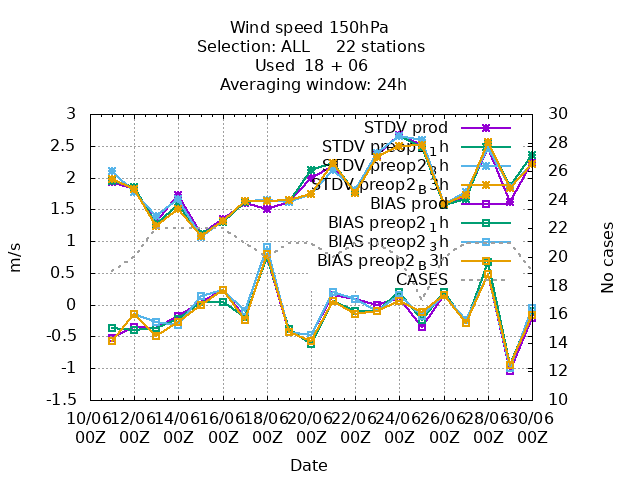 Wind speed 150hPa
Selection: ALL     22 stations
Used  18 + 06
Averaging window: 24h
3
2.5
2
1.5
1
0.5
0
-0.5
-1
-1.5
30
28
26
24
22
20
18
16
14
12
10
m/s
No cases
STDV prod
STDV preop2_1h
STDV preop2_3h
STDV preop2_B3h
BIAS prod
BIAS preop2_1h
BIAS preop2_3h
BIAS preop2_B3h
CASES
10/06 12/06 14/06 16/06 18/06 20/06 22/06 24/06 26/06 28/06 30/06
00Z 00Z 00Z 00Z 00Z 00Z 00Z 00Z 00Z 00Z 00Z
Date